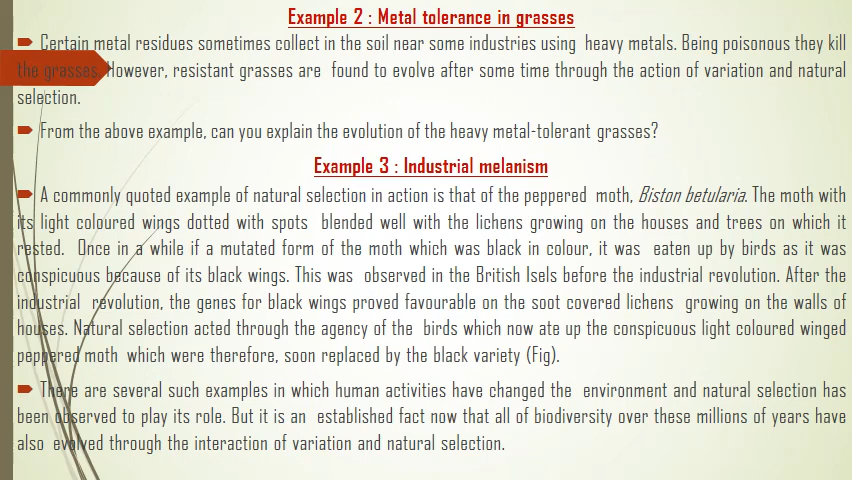 Example 2 : Metal tolerance in grasses
Certain metal residues sometimes collect in the soil near some industries using heavy metals. Being poisonous they kill
the grasses. However, resistant grasses are found to evolve after some time through the action of variation and natural
selection.
From the above example, can you explain the evolution of the heavy metal-tolerant grasses?
Example 3 : Industrial melanism
A commonly quoted example of natural selection in action is that of the peppered moth, Biston betularia. The moth with
its light coloured wings dotted with spots blended well with the lichens growing on the houses and trees on which it
rested. Once in a while if a mutated form of the moth which was black in colour, it was eaten up by birds as it was
conspicuous because of its black wings. This was observed in the British Isels before the industrial revolution. After the
industrial revolution, the genes for black wings proved favourable on the soot covered lichens growing on the walls of
houses. Natural selection acted through the agency of the birds which now ate up the conspicuous light coloured winged
peppered moth which were therefore, soon replaced by the black variety (Fig).
There are several such examples in which human activities have changed the environment and natural selection has
been observed to play its role. But it is an established fact now that all of biodiversity over these millions of years have
also evolved through the interaction of variation and natural selection.